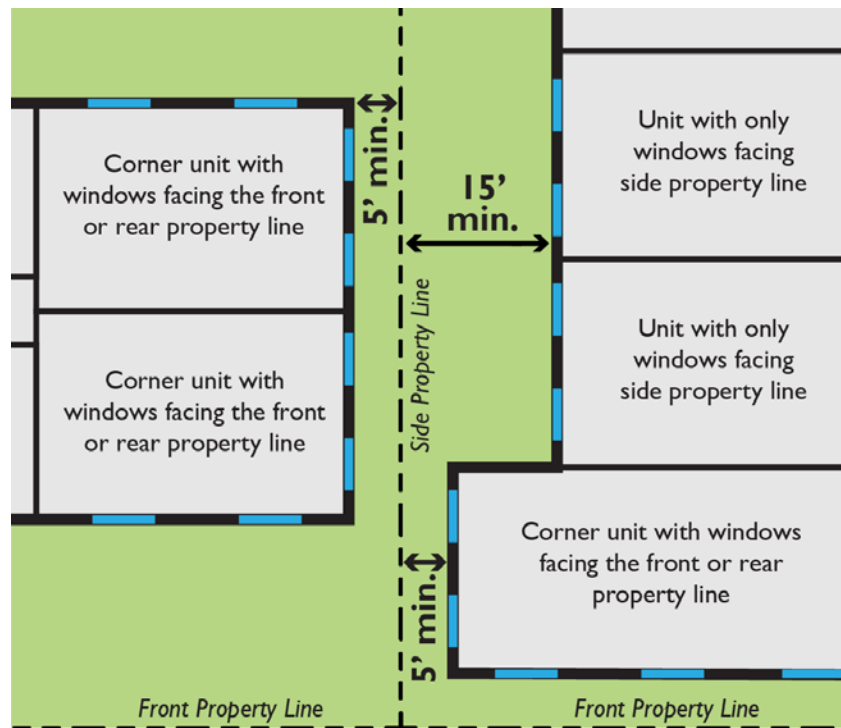 Corner unit with
windows facing the front
or rear property line
5’ min.
Unit with only
windows facing
side property line
15’
min.
Side Property Line
Corner unit with
windows facing the front
or rear property line
Unit with only
windows facing
side property line
5’ min.
Corner unit with windows
facing the front or rear
property line
Front Property Line
Front Property Line